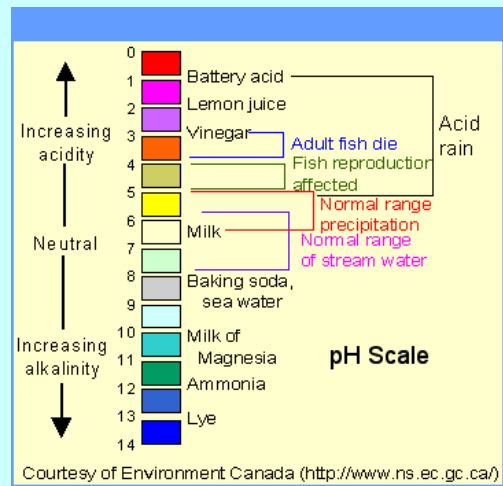 0
1
Battery acid
2
Lemon juice
3
Vinegar
4
5
6
Milk
7
8
Baking soda,
sea water
9
10
Milk of
Magnesia
11
Ammonia
12
13
Lye
14
Increasing
acidity
Neutral
Increasing
alkalinity
Adult fish die
Fish reproduction
affected
Acid
rain
Normal range
precipitation
Normal range
of stream water
pH Scale
Courtesy of Environment Canada (http://www.ns.ec.gc.ca/)